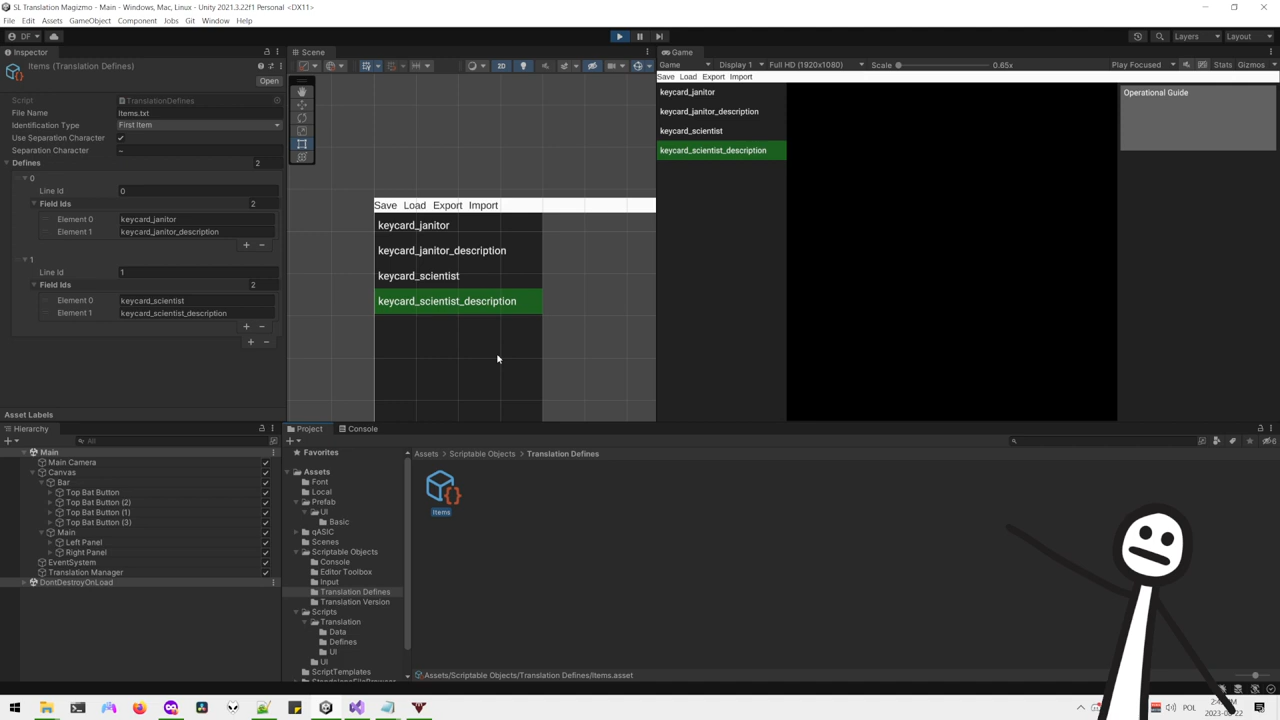 SL Translation Magizmo - Main - Windows, Mac, Linux - Unity 2021.3.22f1 Personal <DX11>
File Edit Assets GameObject Component Jobs Git Window Help
DF
Layers Layout
Inspector
Items (Translation Defines)
Open
Script TranslationDefines
File Name Items.txt
Identification Type First Item
Use Separation Character
Separation Character ~
Defines 2
0
Line Id 0
Field Ids 2
Element 0 keycard_janitor
Element 1 keycard_janitor_description
1
Line Id 1
Field Ids 2
Element 0 keycard_scientist
Element 1 keycard_scientist_description
Asset Labels
Scene
2D
Save Load Export Import
keycard_janitor
keycard_janitor_description
keycard_scientist
keycard_scientist_description
Game
Game Display 1 Full HD (1920x1080) Scale 0.65x Play Focused Stats Gizmos
Save Load Export Import
keycard_janitor
keycard_janitor_description
keycard_scientist
keycard_scientist_description
Operational Guide
Hierarchy
All
Main
Main Camera
Canvas
Bar
Top Bat Button
Top Bat Button (2)
Top Bat Button (1)
Top Bat Button (3)
Main
Left Panel
Right Panel
EventSystem
Translation Manager
DontDestroyOnLoad
Project Console
Favorites
Assets
Font
Local
Prefab
UI
Basic
qASIC
Scenes
Scriptable Objects
Console
Editor Toolbox
Input
Translation Defines
Translation Version
Scripts
Translation
Data
Defines
UI
UI
ScriptTemplates
Assets Scriptable Objects Translation Defines
6
Items
Assets/Scriptable Objects/Translation Defines/Items.asset
POL